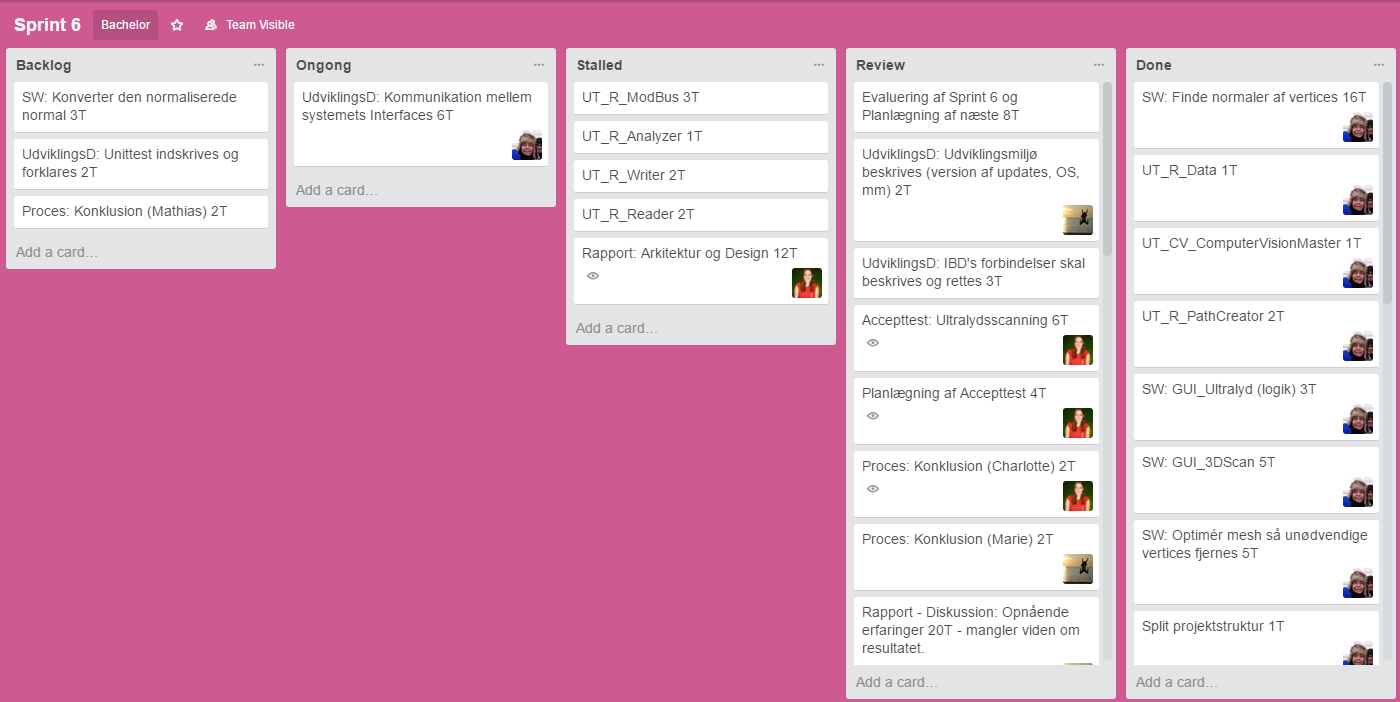 Sprint 6 Bachelor Team Visible
Backlog
SW: Konverter den normaliserede
normal 3T
UdviklingsD: Unittest indskrives og
forklares 2T
Proces: Konklusion (Mathias) 2T
Add a card…
Ongong
UdviklingsD: Kommunikation mellem
systemets Interfaces 6T
Add a card…
Stalled
UT_R_ModBus 3T
UT_R_Analyzer 1T
UT_R_Writer 2T
UT_R_Reader 2T
Rapport: Arkitektur og Design 12T
Add a card…
Review
Evaluering af Sprint 6 og
Planlægning af næste 8T
UdviklingsD: Udviklingsmiljø
beskrives (version af updates, OS,
mm) 2T
UdviklingsD: IBD's forbindelser skal
beskrives og rettes 3T
Accepttest: Ultralydsscanning 6T
Planlægning af Accepttest 4T
Proces: Konklusion (Charlotte) 2T
Proces: Konklusion (Marie) 2T
Rapport - Diskussion: Opnående
erfaringer 20T - mangler viden om
resultatet.
Add a card…
Done
SW: Finde normaler af vertices 16T
UT_R_Data 1T
UT_CV_ComputerVisionMaster 1T
UT_R_PathCreator 2T
SW: GUI_Ultralyd (logik) 3T
SW: GUI_3DScan 5T
SW: Optimér mesh så unødvendige
vertices fjernes 5T
Split projektstruktur 1T
Add a card…